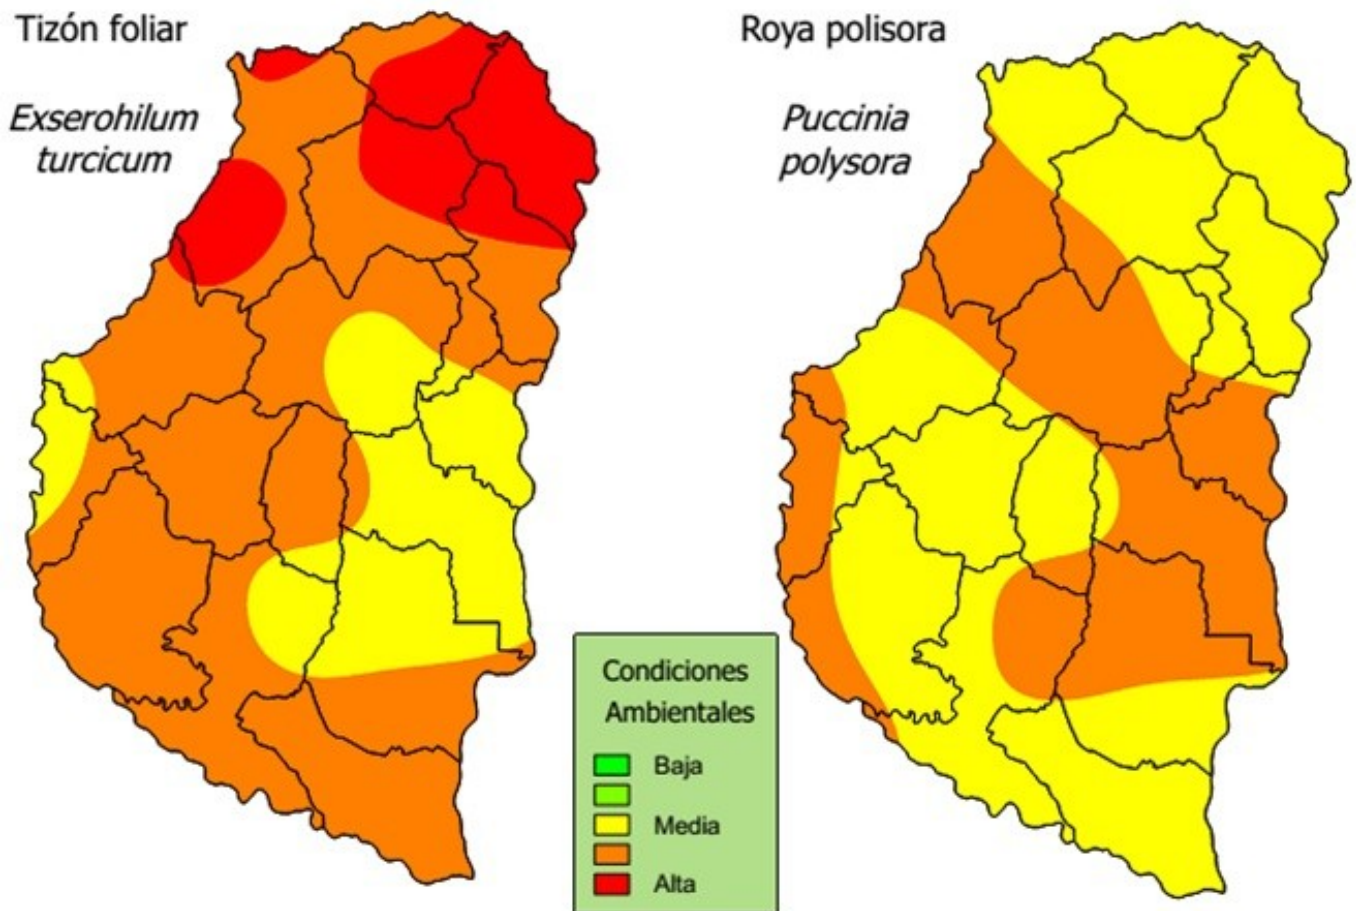 Tizón foliar
Exserohilum
turcicum
Roya polisora
Puccinia
polysora
Condiciones
Ambientales
Baja
Media
Alta